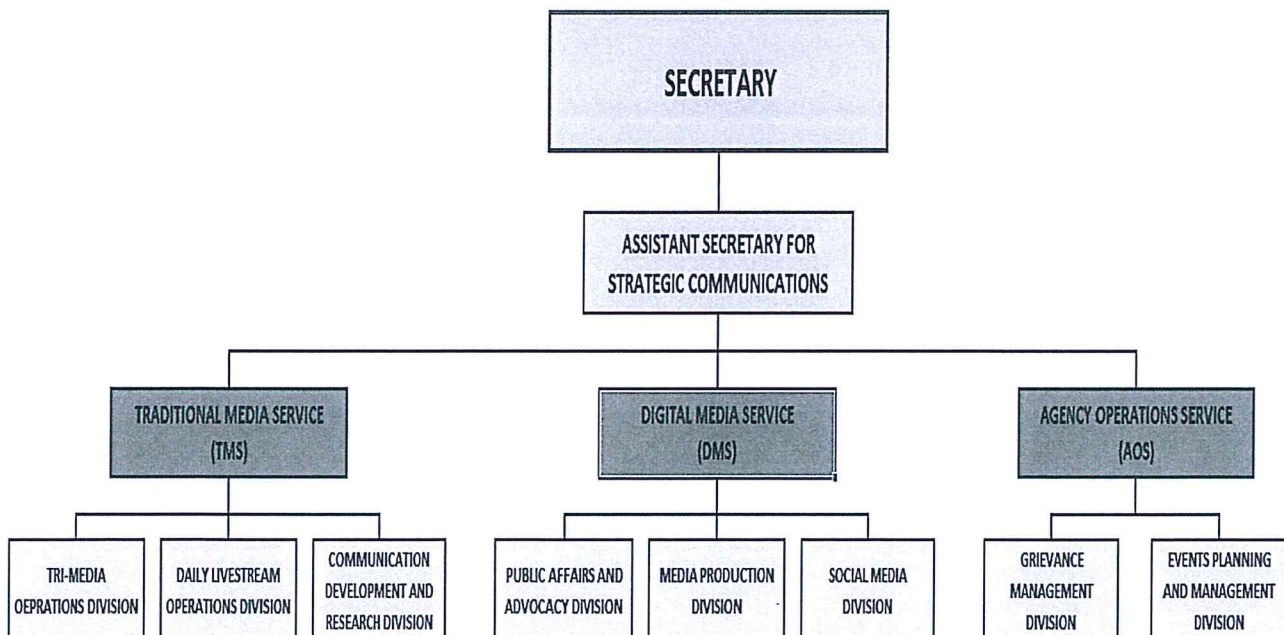 SECRETARY
ASSISTANT SECRETARY FOR
STRATEGIC COMMUNICATIONS
TRADITIONAL MEDIA SERVICE
(TMS)
DIGITAL MEDIA SERVICE
(DMS)
AGENCY OPERATIONS SERVICE
(AOS)
TRI-MEDIA
OEPRATIONS DIVISION
DAILY LIVESTREAM
OPERATIONS DIVISION
COMMUNICATION
DEVELOPMENT AND
RESEARCH DIVISION
PUBLIC AFFAIRS AND
ADVOCACY DIVISION
MEDIA PRODUCTION
DIVISION
SOCIAL MEDIA
DIVISION
GRIEVANCE
MANAGEMENT
DIVISION
EVENTS PLANNING
AND MANAGEMENT
DIVISION